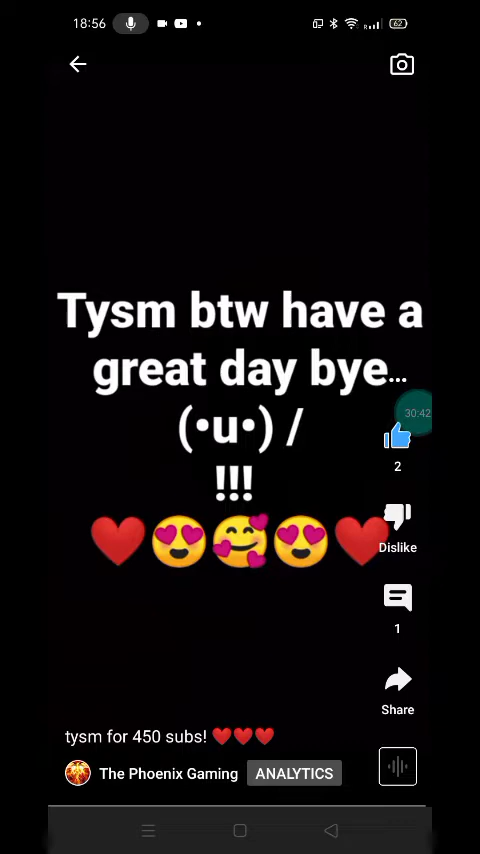 18:56
62
Tysm btw have a
great day bye...
(•u•) /
!!!
❤️😍🥰😍❤️
30:42
2
Dislike
1
Share
tysm for 450 subs! ❤️❤️❤️
The Phoenix Gaming ANALYTICS